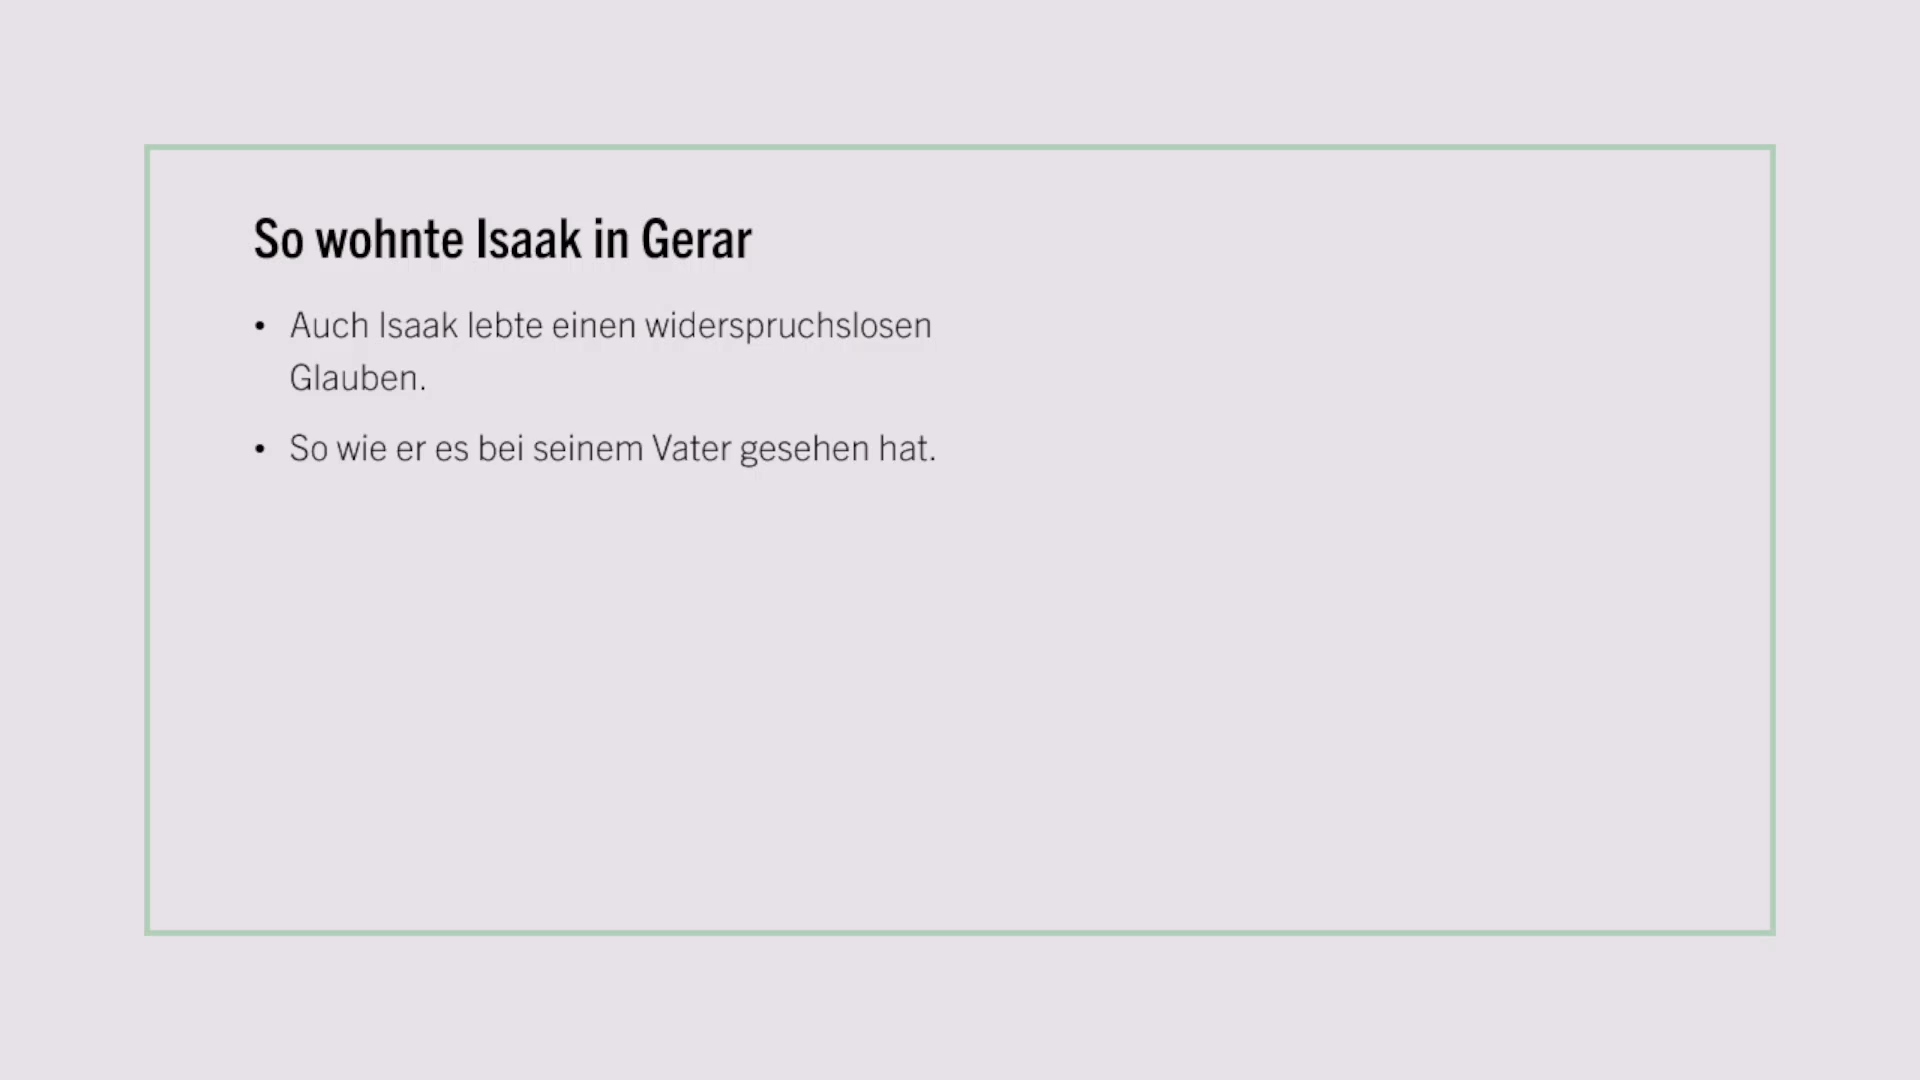 So wohnte Isaak in Gerar
• Auch Isaak lebte einen widerspruchslosen
Glauben.
• So wie er es bei seinem Vater gesehen hat.